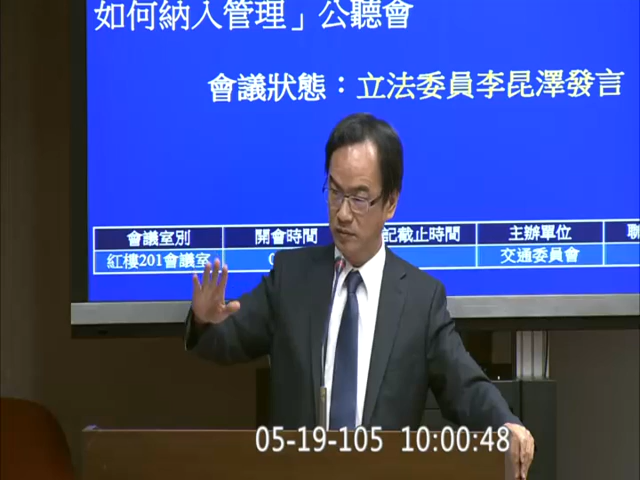 如何納入管理」公聽會
會議狀態：立法委員李昆澤發言
會議室別 開會時間 記截止時間 主辦單位
紅樓201會議室 交通委員會
05-19-105 10:00:48